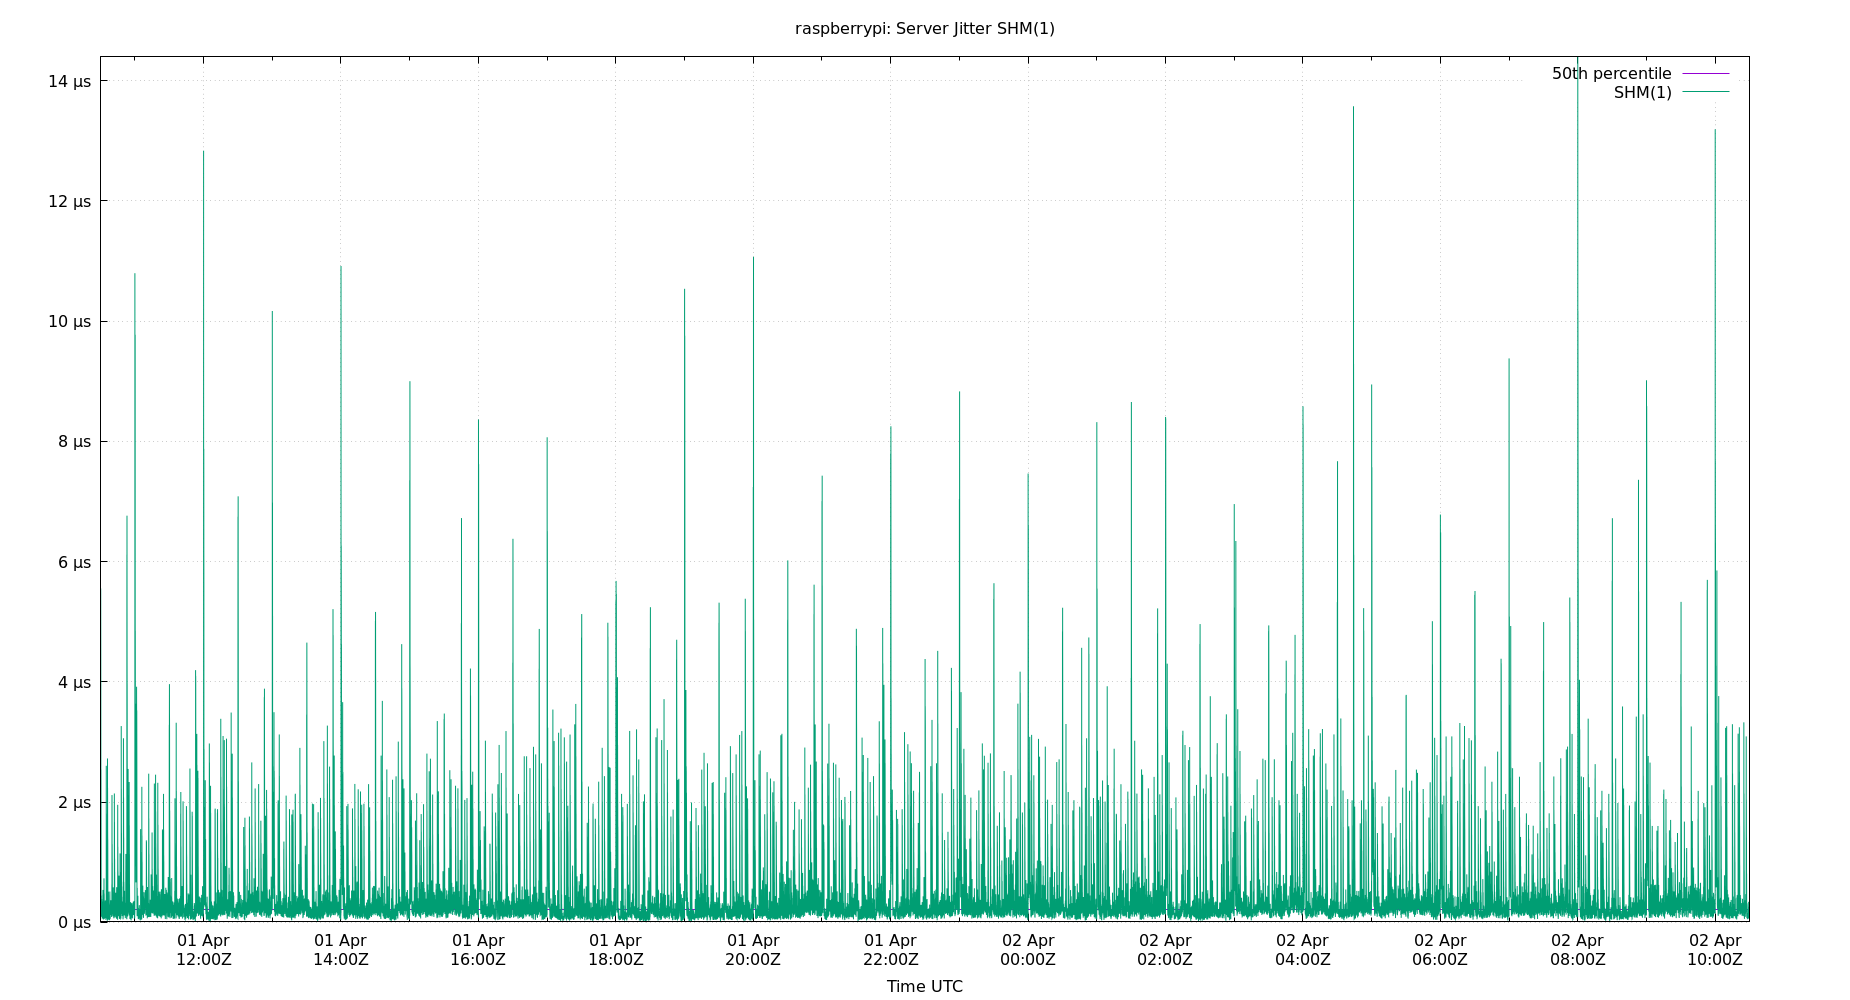 raspberrypi: Server Jitter SHM(1)
14 µs
50th percentile
SHM(1)
12 µs
10 µs
8 µs
6 µs
4 µs
2 µs
0 µs
01 Apr 01 Apr 01 Apr 01 Apr 01 Apr 01 Apr 02 Apr 02 Apr 02 Apr 02 Apr 02 Apr 02 Apr
12:00Z 14:00Z 16:00Z 18:00Z 20:00Z 22:00Z 00:00Z 02:00Z 04:00Z 06:00Z 08:00Z 10:00Z
Time UTC